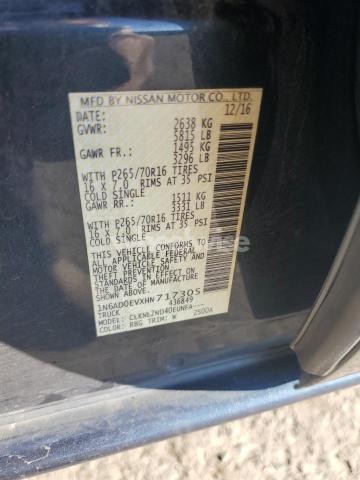 MFD BY NISSAN MOTOR CO., LTD.
DATE: 12/16
GVWR: 2638 KG
5815 LB
GAWR FR.: 1495 KG
3296 LB
WITH P265/70R16 TIRES
16 X 7.0 RIMS AT 35 PSI
COLD SINGLE
GAWR RR: 1511 KG
3331 LB
WITH P265/70R16 TIRES
16 X 7.0 RIMS AT 35 PSI
COLD SINGLE
THIS VEHICLE CONFORMS TO
ALL APPLICABLE FEDERAL
MOTOR VEHICLE SAFETY AND
THEFT PREVENTION STANDARDS
IN EFFECT ON THE DATE OF
MANUFACTURE SHOWN ABOVE.
1N6AD0EVXHN717305
TRUCK 436849
MODEL:
COLOR: RBG TRIM: W 2500X